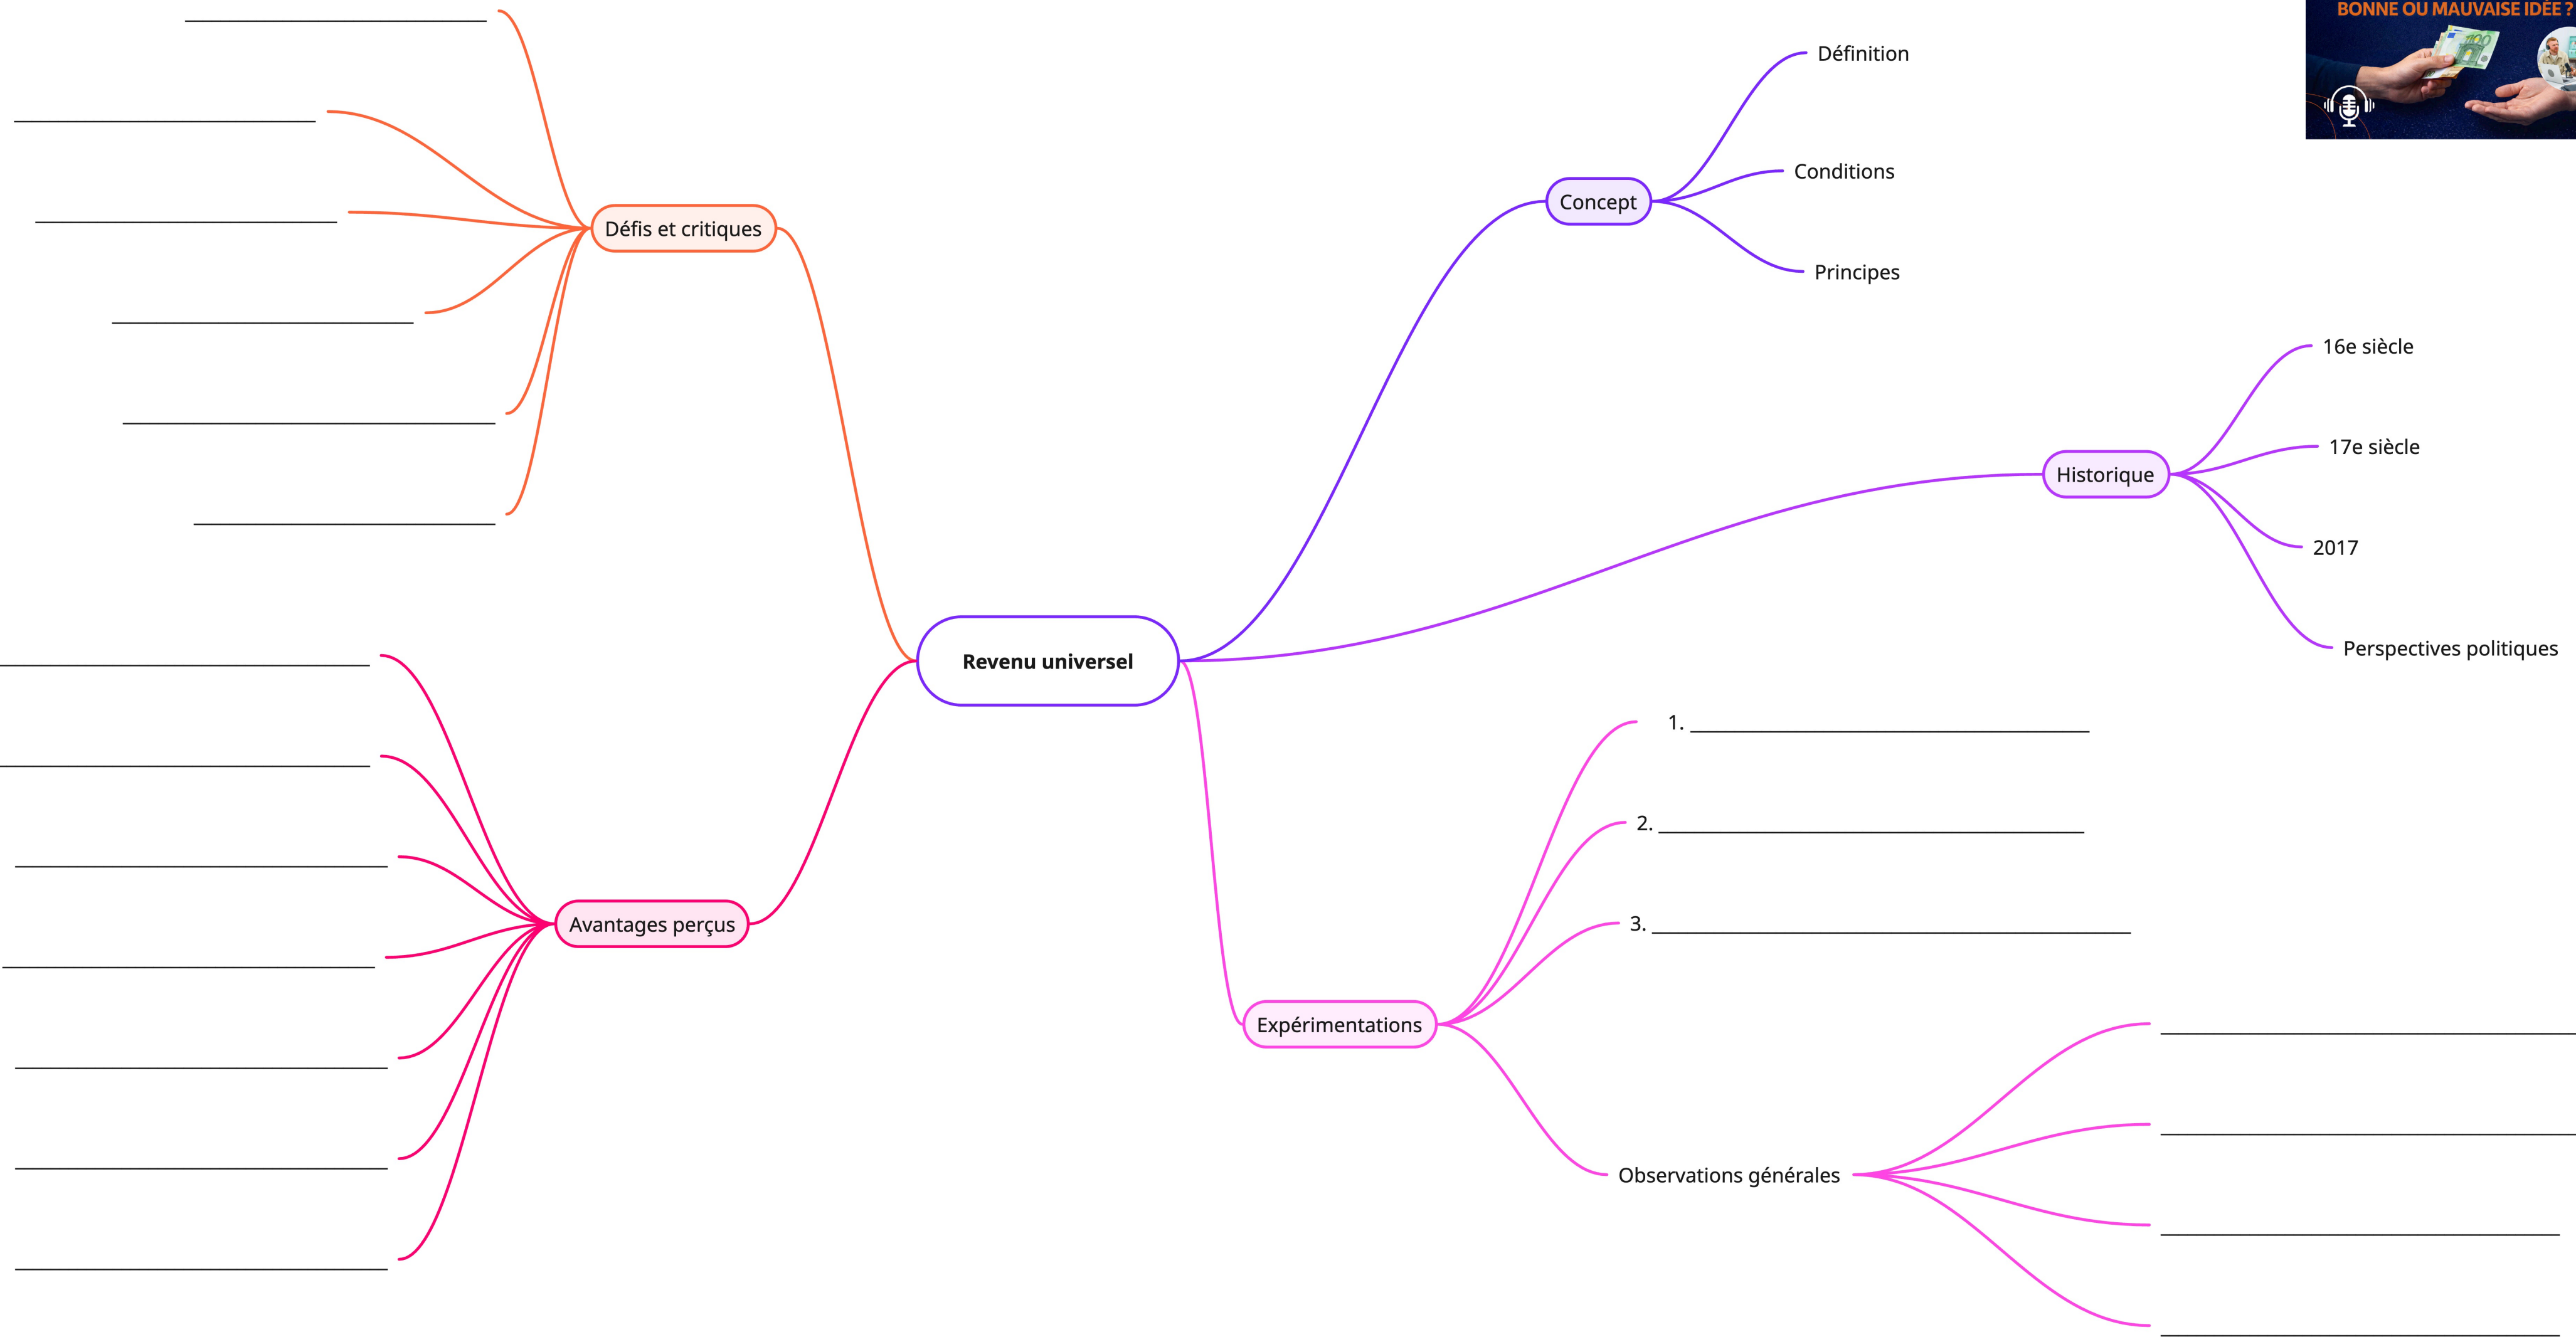 BONNE OU MAUVAISE IDÉE ?
Définition
Conditions
Concept
Principes
Défis et critiques
16e siècle
17e siècle
Historique
2017
Perspectives politiques
Revenu universel
1.
2.
3.
Avantages perçus
Expérimentations
Observations générales